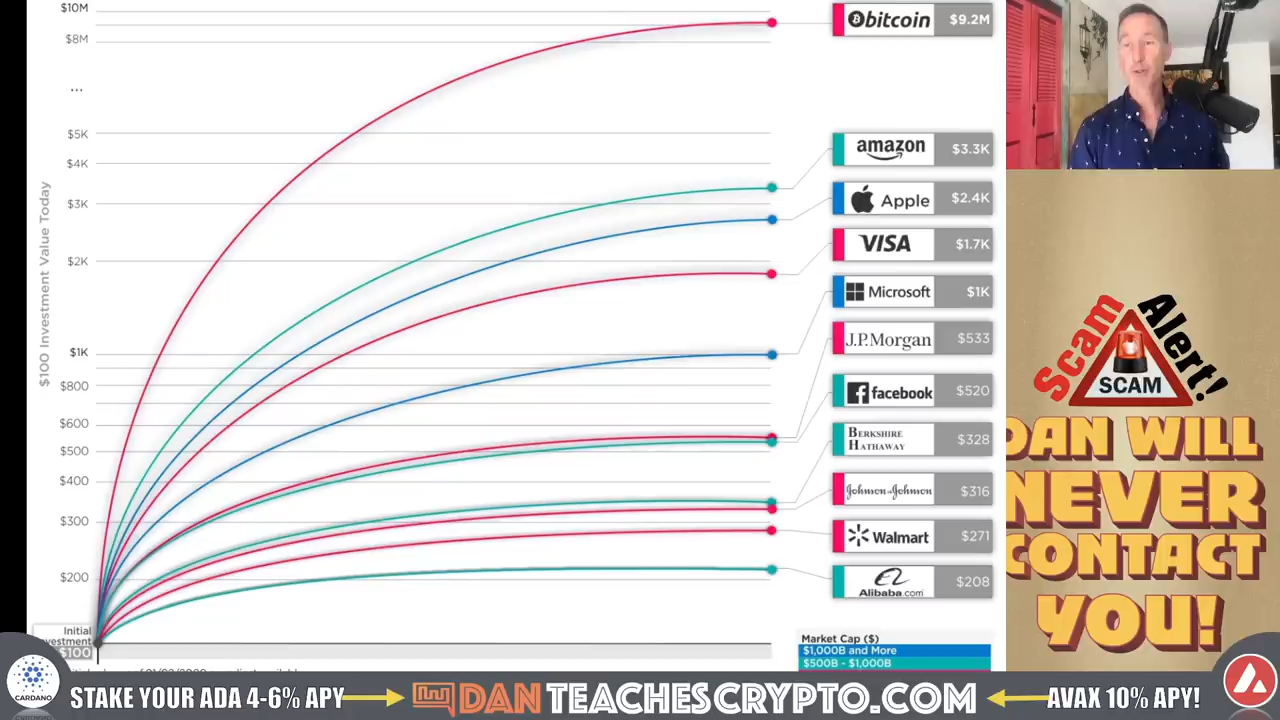 $10M
$8M
...
$5K
$4K
$3K
$2K
$1K
$800
$600
$500
$400
$300
$200
Initial
$100
$100 Investment Value Today
bitcoin $9.2M
amazon $3.3K
Apple $2.4K
VISA $1.7K
Microsoft $1K
J.P.Morgan $533
facebook $520
BERKSHIRE
HATHAWAY $328
Johnson & Johnson $316
Walmart $271
Alibaba.com $208
Market Cap ($)
$1,000B and More
$500B - $1,000B
Scam Alert!
SCAM
DAN WILL
NEVER
CONTACT
YOU!
CARDANO
STAKE YOUR ADA 4-6% APY
DANTEACHESCRYPTO.COM
AVAX 10% APY!